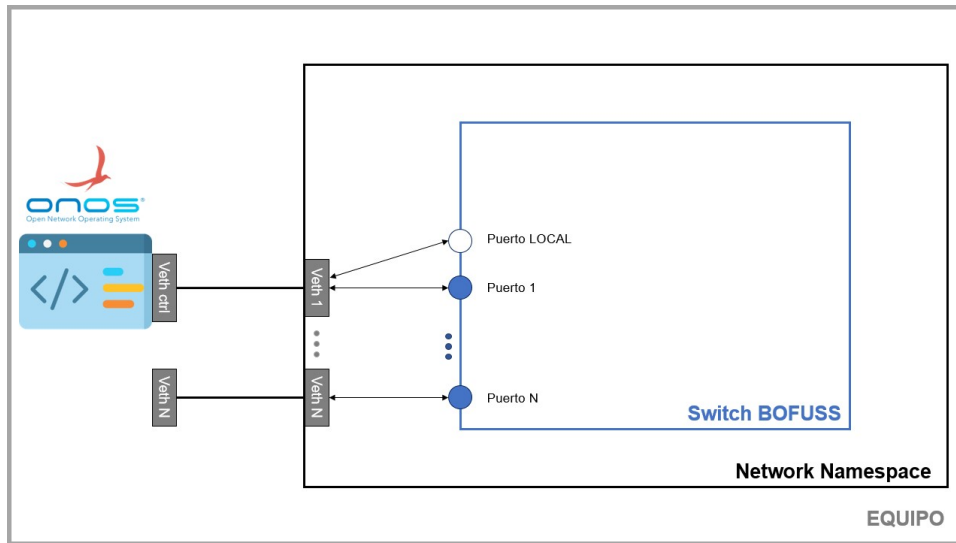 onos®
Open Network Operating System
</>
Veth ctrl
Veth N
Veth 1
Veth N
Puerto LOCAL
Puerto 1
Puerto N
Switch BOFUSS
Network Namespace
EQUIPO